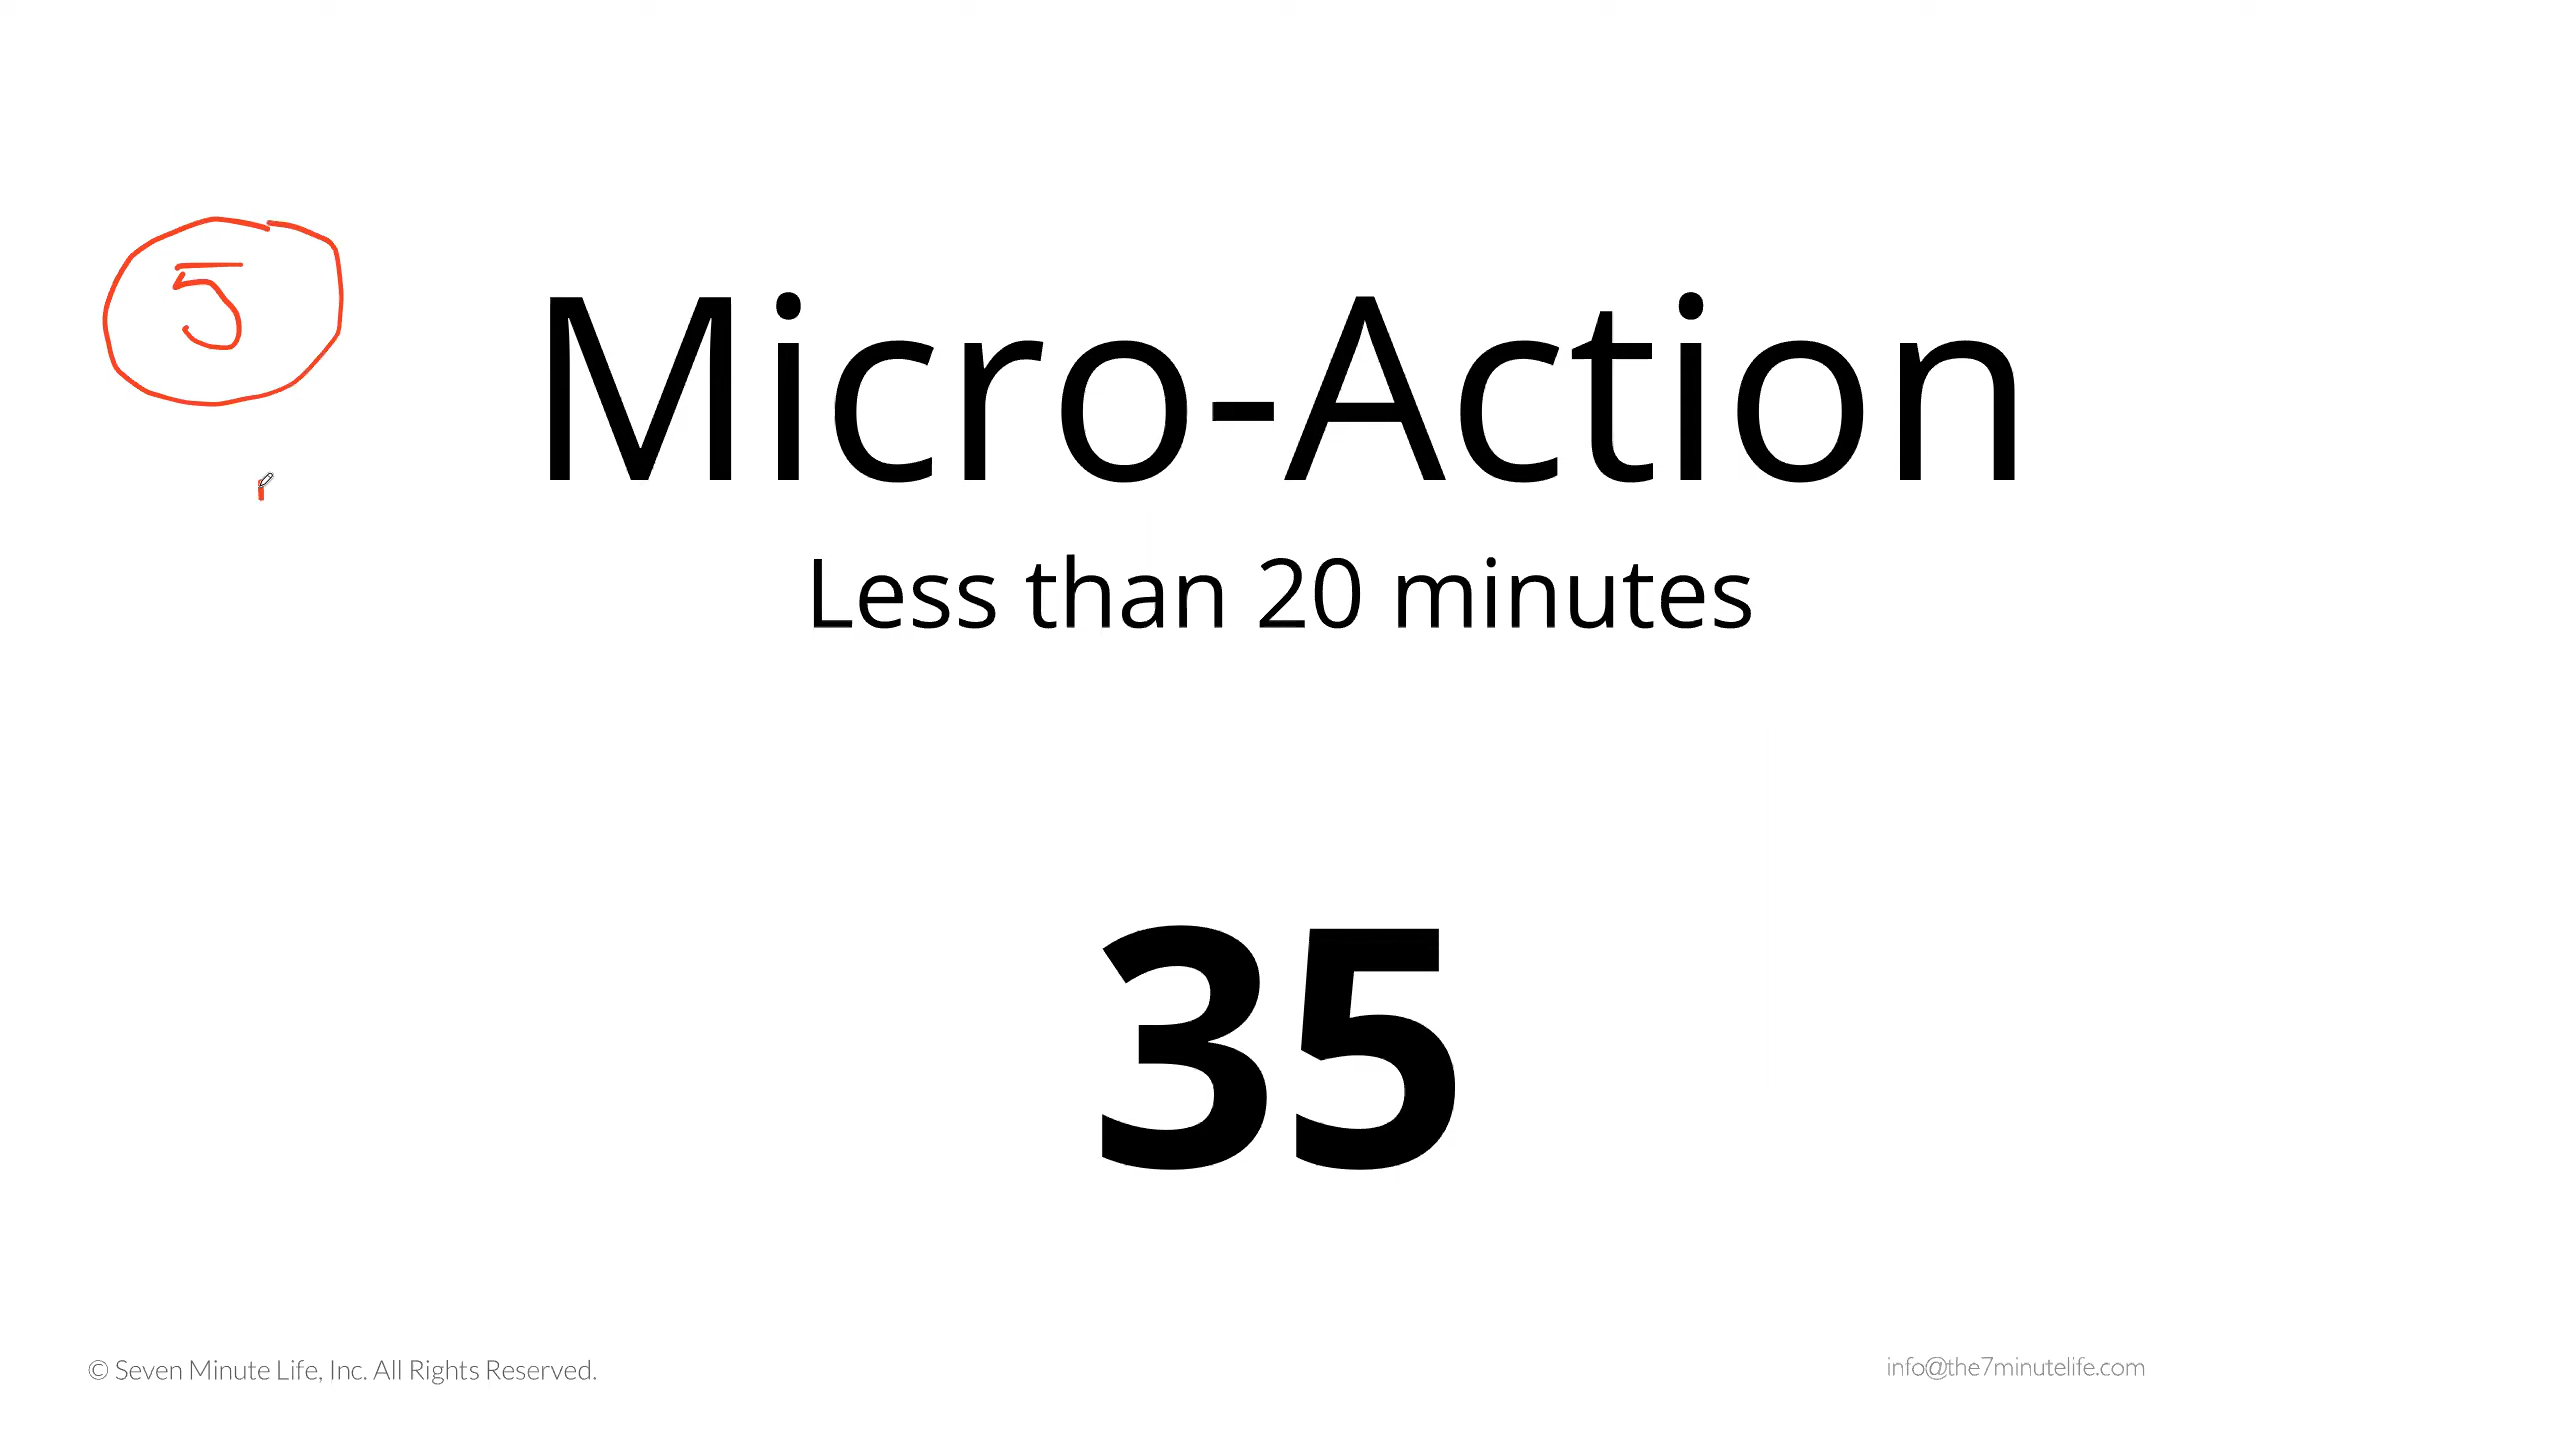 5
Micro-Action
Less than 20 minutes
35
© Seven Minute Life, Inc. All Rights Reserved.
info@the7minutelife.com